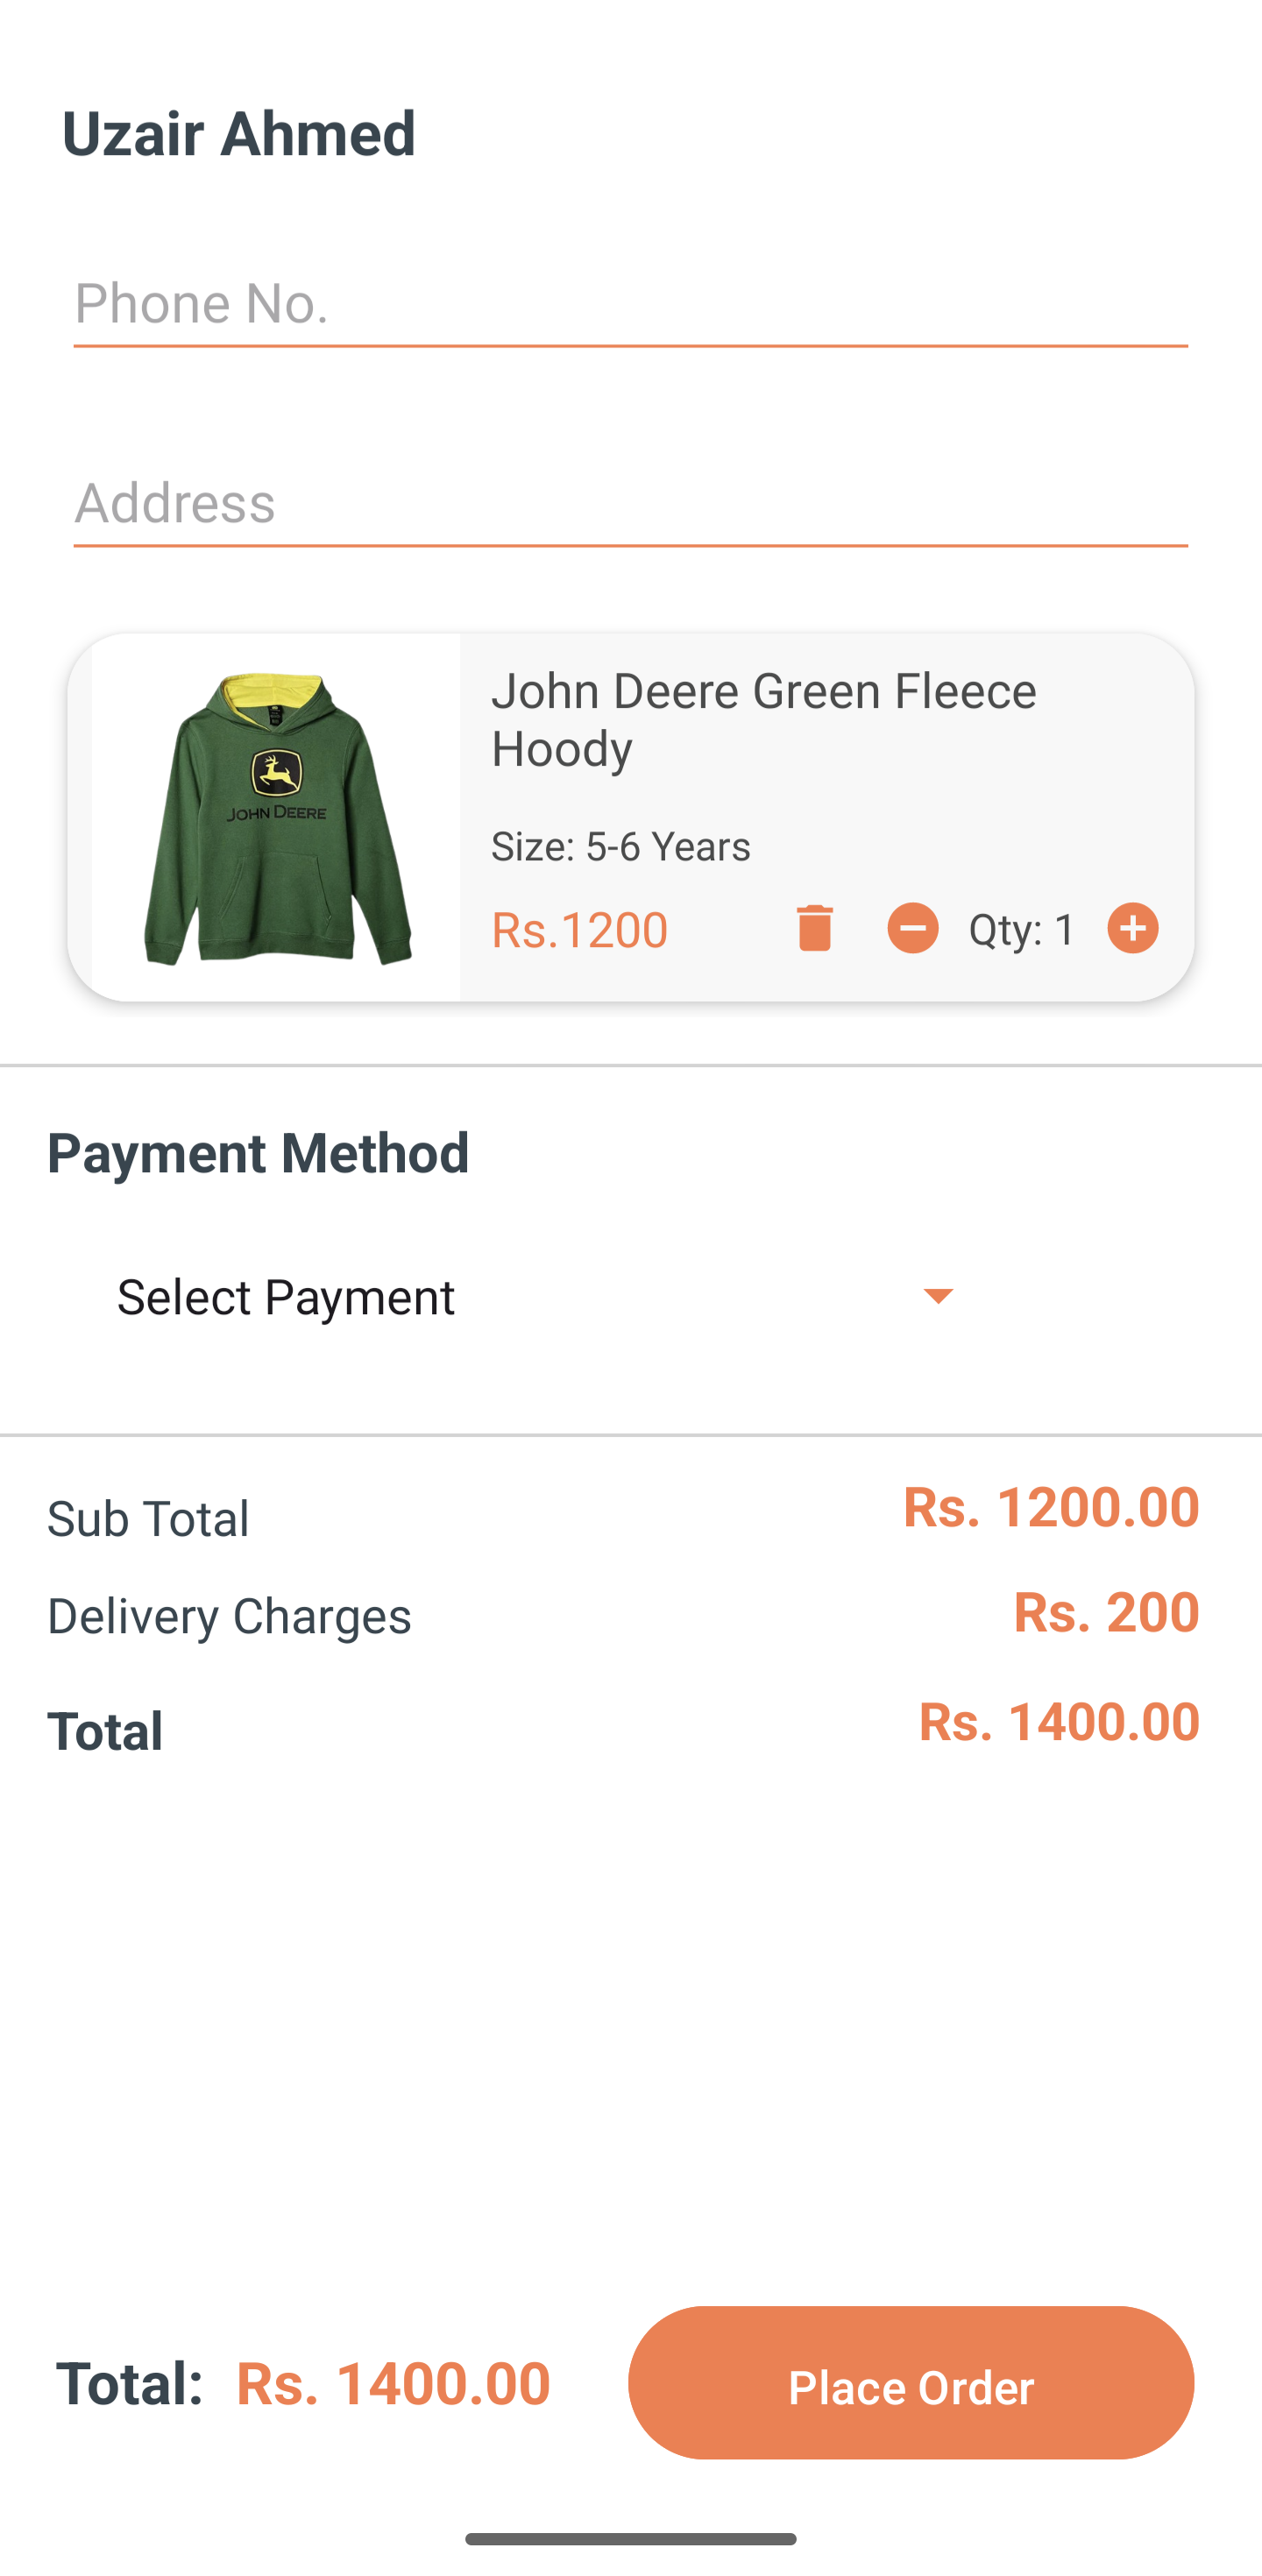 Uzair Ahmed
Phone No.
Address
JOHN DEERE
John Deere Green Fleece
Hoody
Size: 5-6 Years
Rs.1200
Qty: 1
Payment Method
Select Payment
Sub Total
Rs. 1200.00
Delivery Charges
Rs. 200
Total
Rs. 1400.00
Total: Rs. 1400.00
Place Order